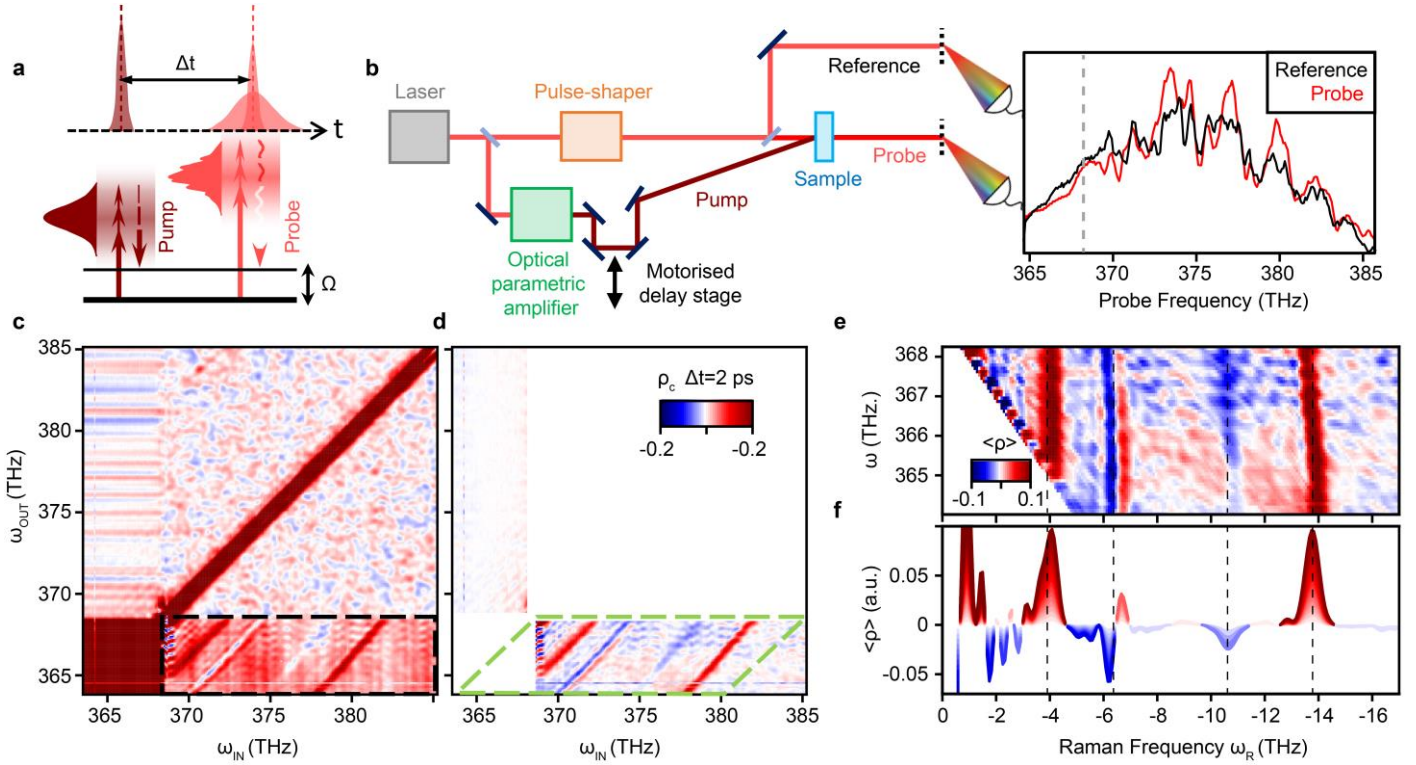 a
Δt
t
Pump
Probe
Ω
b
Laser
Pulse-shaper
Reference
Probe
Sample
Pump
Optical
parametric
amplifier
Motorised
delay stage
Reference
Probe
365 370 375 380 385
Probe Frequency (THz)
c
385
380
375
370
365
ω_OUT (THz)
365 370 375 380
ω_IN (THz)
d
ρ_c Δt=2 ps
-0.2 -0.2
365 370 375 380 385
ω_IN (THz)
e
368
367
366
365
ω (THz.)
<ρ>
-0.1 0.1
f
0.05
0
-0.05
<ρ> (a.u.)
0 -2 -4 -6 -8 -10 -12 -14 -16
Raman Frequency ω_R (THz)